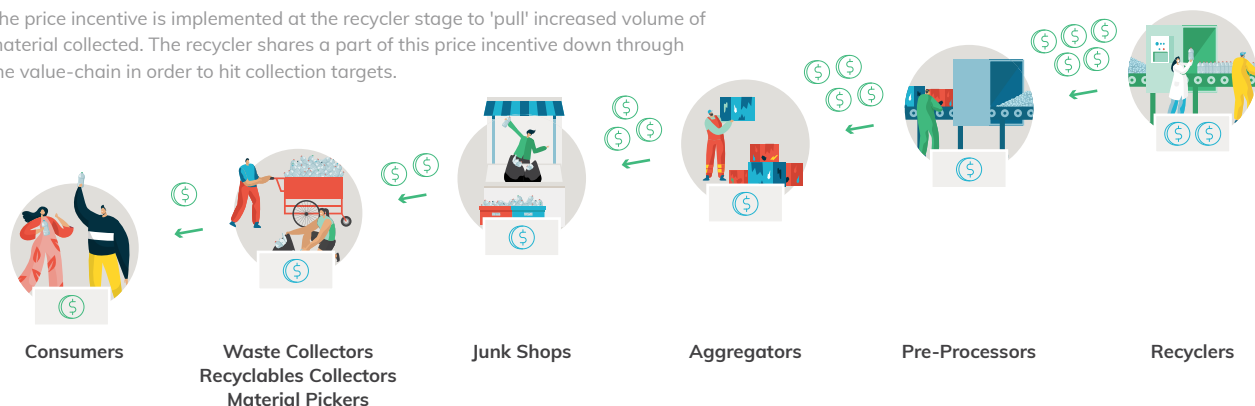 he price incentive is implemented at the recycler stage to 'pull' increased volume of
naterial collected. The recycler shares a part of this price incentive down through
he value-chain in order to hit collection targets.
Consumers
Waste Collectors
Recyclables Collectors
Material Pickers
Junk Shops
Aggregators
Pre-Processors
Recyclers